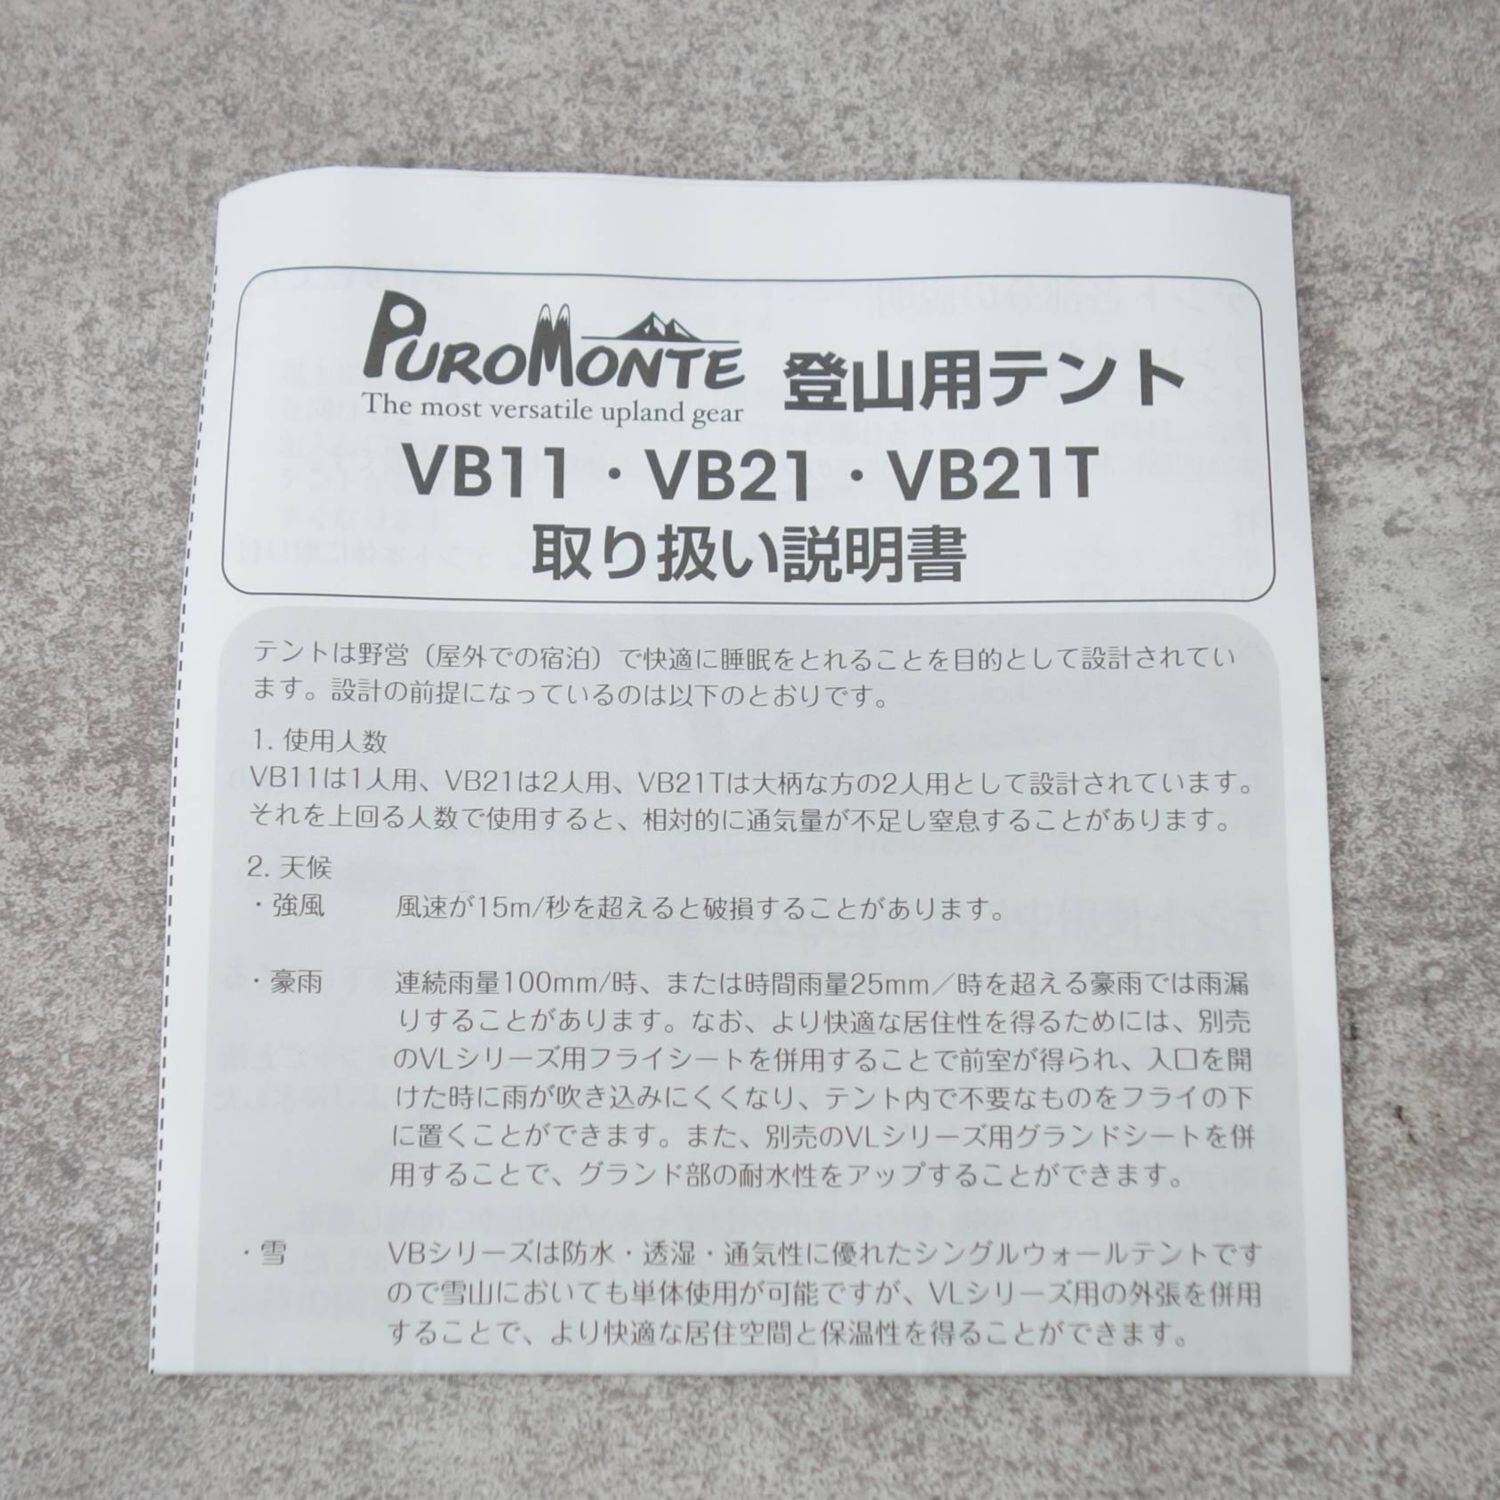 PUROMONTE 登山用テント
The most versatile upland gear
VB11・VB21・VB21T
取り扱い説明書
テントは野営（屋外での宿泊）で快適に睡眠をとれることを目的として設計されてい
ます。設計の前提になっているのは以下のとおりです。
1. 使用人数
VB11は1人用、VB21は2人用、VB21Tは大柄な方の2人用として設計されています。
それを上回る人数で使用すると、相対的に通気量が不足し窒息することがあります。
2. 天候
・強風 風速が15m/秒を超えると破損することがあります。
・豪雨 連続雨量100mm/時、または時間雨量25mm／時を超える豪雨では雨漏
りすることがあります。なお、より快適な居住性を得るためには、別売
のVLシリーズ用フライシートを併用することで前室が得られ、入口を開
けた時に雨が吹き込みにくくなり、テント内で不要なものをフライの下
に置くことができます。また、別売のVLシリーズ用グランドシートを併
用することで、グランド部の耐水性をアップすることができます。
・雪 VBシリーズは防水・透湿・通気性に優れたシングルウォールテントです
ので雪山においても単体使用が可能ですが、VLシリーズ用の外張を併用
することで、より快適な居住空間と保温性を得ることができます。